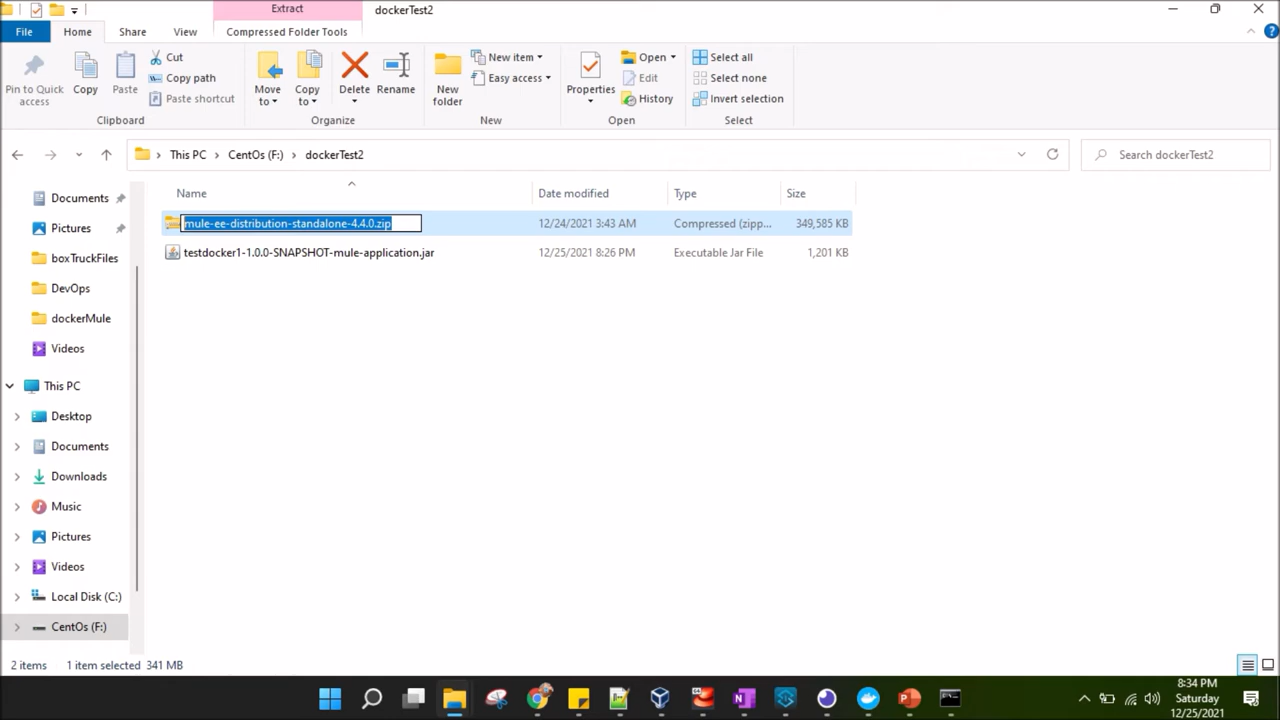 Extract
dockerTest2
File
Home
Share
View
Compressed Folder Tools
Pin to Quick access
Copy
Paste
Cut
Copy path
Paste shortcut
Clipboard
Move to
Copy to
Delete
Rename
Organize
New folder
New item
Easy access
New
Properties
Open
Edit
History
Open
Select all
Select none
Invert selection
Select
This PC
CentOs (F:)
dockerTest2
Search dockerTest2
Name
Date modified
Type
Size
mule-ee-distribution-standalone-4.4.0.zip
12/24/2021 3:43 AM
Compressed (zipp...
349,585 KB
testdocker1-1.0.0-SNAPSHOT-mule-application.jar
12/25/2021 8:26 PM
Executable Jar File
1,201 KB
Documents
Pictures
boxTruckFiles
DevOps
dockerMule
Videos
This PC
Desktop
Documents
Downloads
Music
Pictures
Videos
Local Disk (C:)
CentOs (F:)
2 items
1 item selected 341 MB
8:34 PM
Saturday
12/25/2021